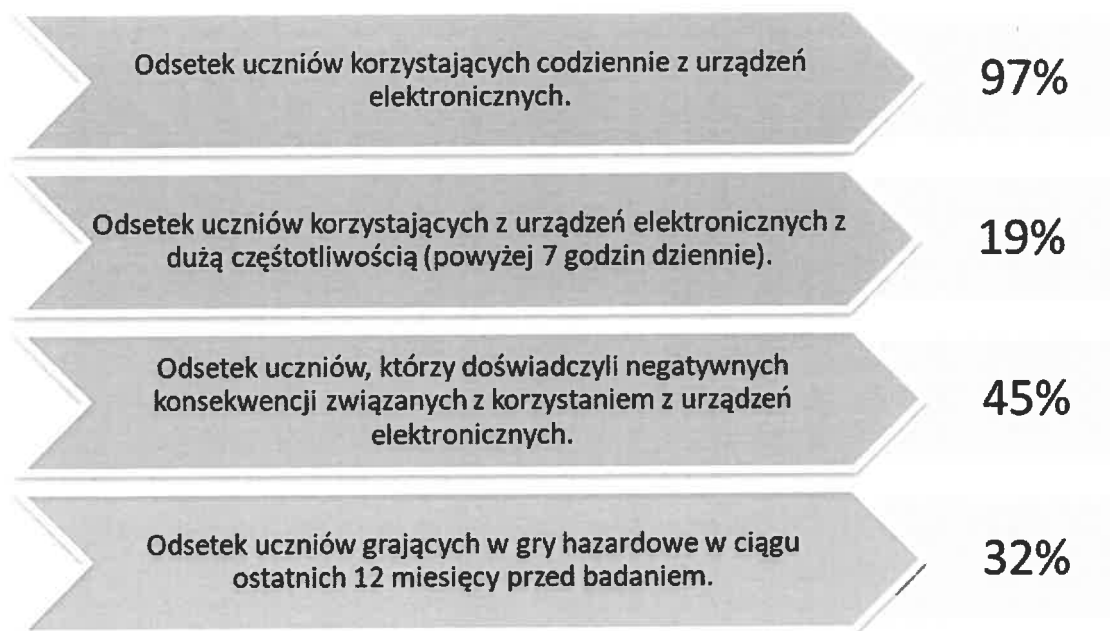 Odsetek uczniów korzystających codziennie z urządzeń
elektronicznych.
97%
Odsetek uczniów korzystających z urządzeń elektronicznych z
dużą częstotliwością (powyżej 7 godzin dziennie).
19%
Odsetek uczniów, którzy doświadczyli negatywnych
konsekwencji związanych z korzystaniem z urządzeń
elektronicznych.
45%
Odsetek uczniów grających w gry hazardowe w ciągu
ostatnich 12 miesięcy przed badaniem.
32%